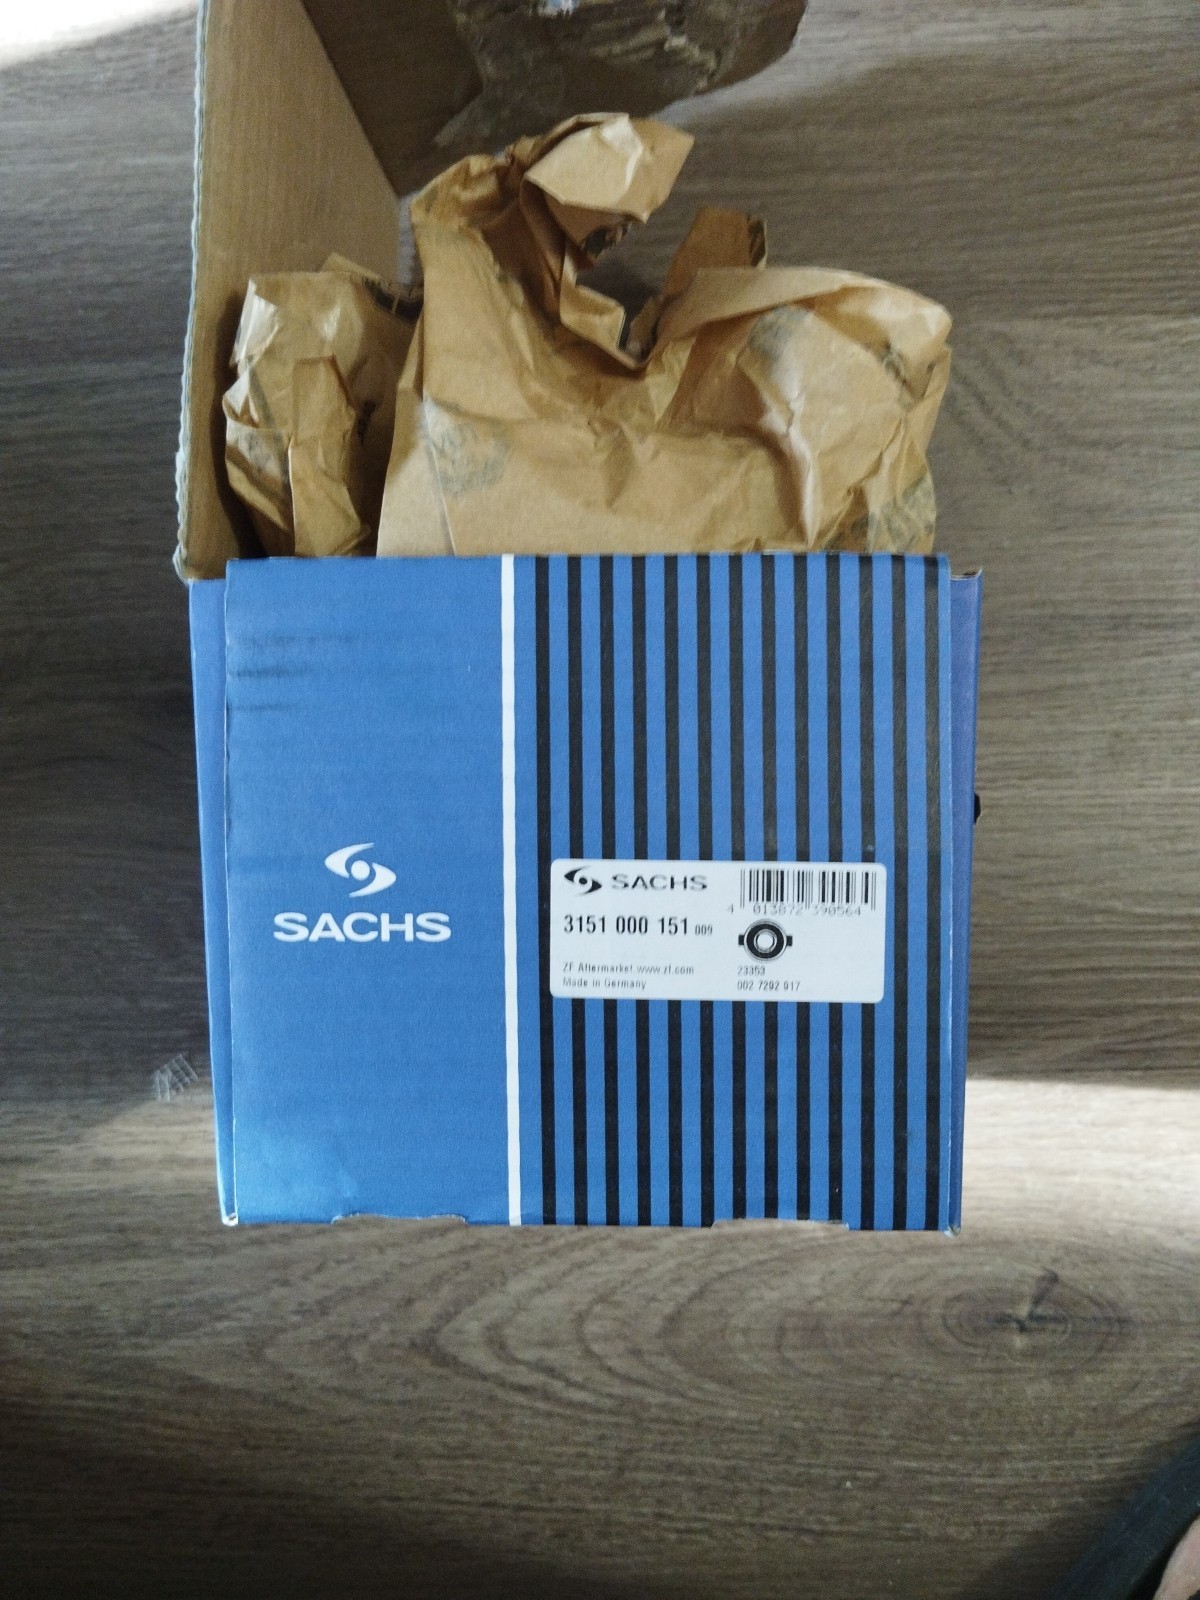 SACHS
SACHS
4 013872 390564
3151 000 151 009
ZF Aftermarket www.zf.com
Made in Germany
23353
002 7292 917